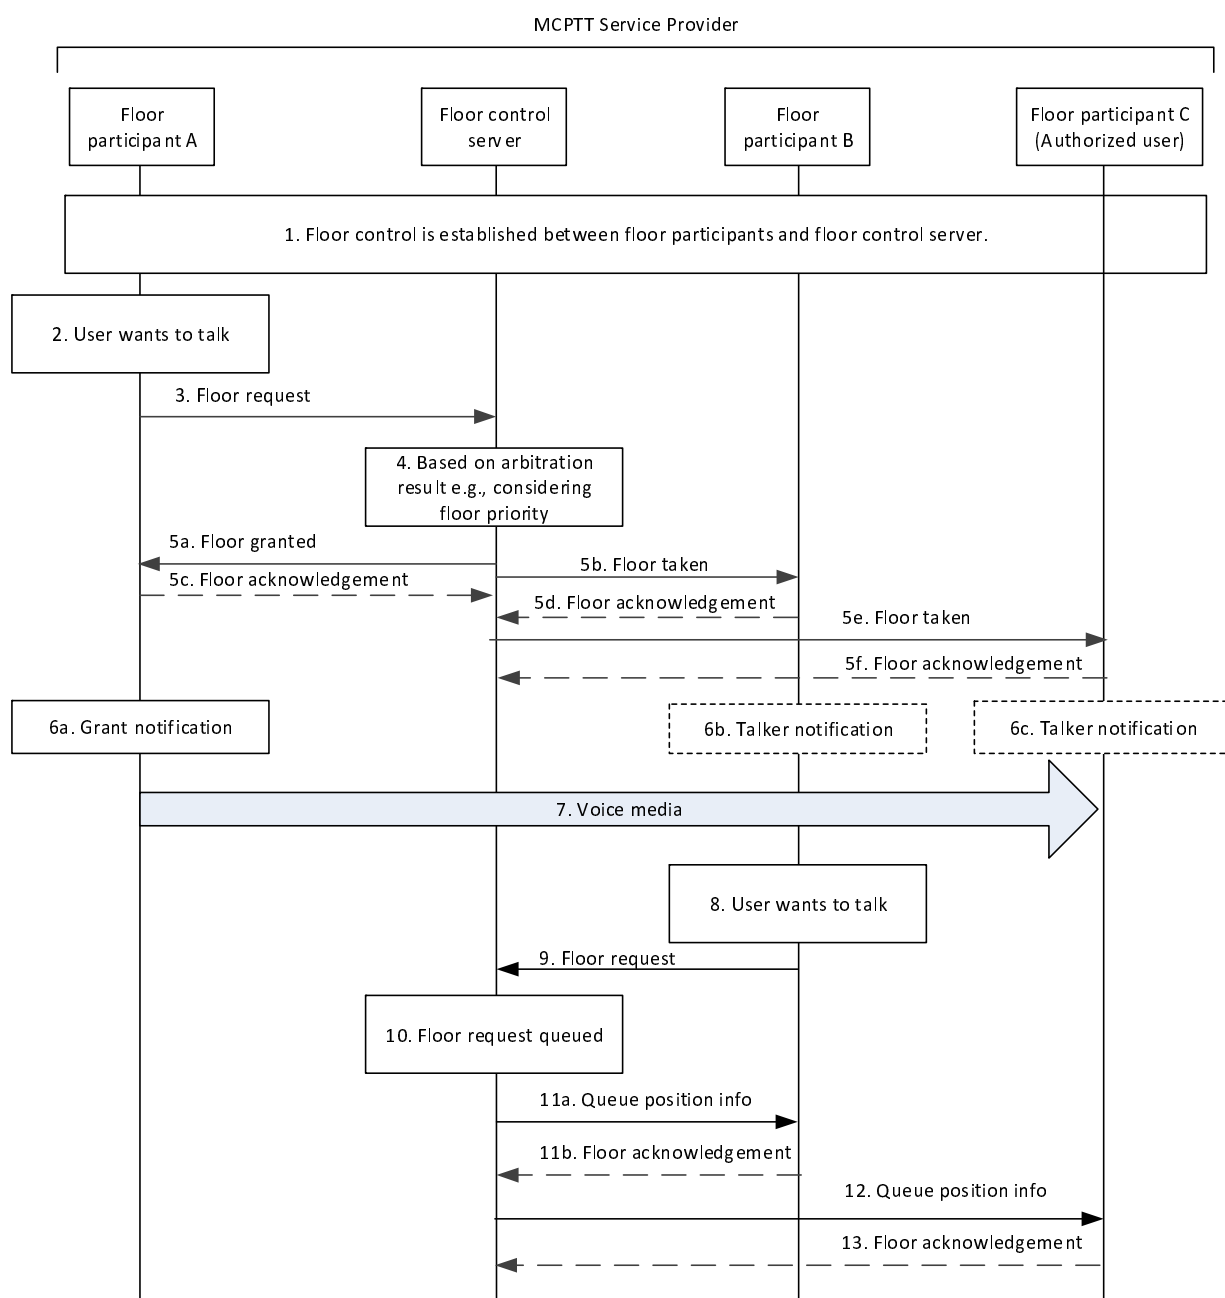 MCPTT Service Provider
Floor
participant A
Floor control
server
Floor
participant B
Floor participant C
(Authorized user)
1. Floor control is established between floor participants and floor control server.
2. User wants to talk
3. Floor request
4. Based on arbitration
result e.g., considering
floor priority
5a. Floor granted
5b. Floor taken
5c. Floor acknowledgement
5d. Floor acknowledgement
5e. Floor taken
5f. Floor acknowledgement
6a. Grant notification
6b. Talker notification
6c. Talker notification
7. Voice media
8. User wants to talk
9. Floor request
10. Floor request queued
11a. Queue position info
11b. Floor acknowledgement
12. Queue position info
13. Floor acknowledgement